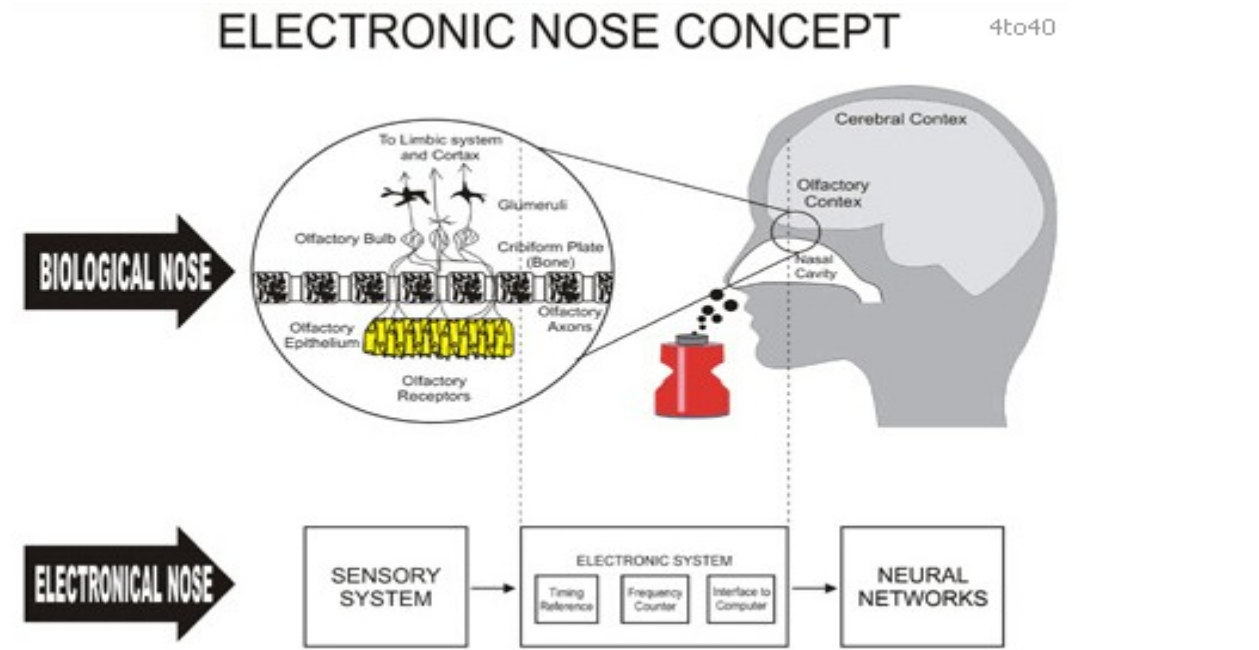 ELECTRONIC NOSE CONCEPT
4to40
To Limbic system
and Cortax
Glumeruli
Olfactory Bulb
Cribiform Plate
(Bone)
Olfactory
Axons
Olfactory
Epithelium
Olfactory
Receptors
BIOLOGICAL NOSE
Cerebral Contex
Olfactory
Contex
Nasal
Cavity
ELECTRONICAL NOSE
SENSORY
SYSTEM
ELECTRONIC SYSTEM
Timing
Reference
Frequency
Counter
Interface to
Computer
NEURAL
NETWORKS